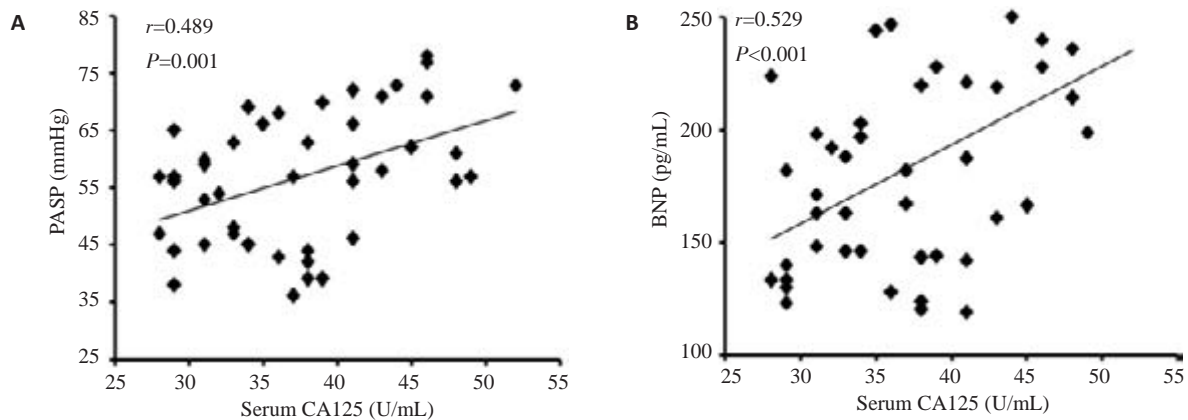 A
r=0.489
P=0.001
85
75
65
55
45
35
25
PASP (mmHg)
25 30 35 40 45 50 55
Serum CA125 (U/mL)
B
r=0.529
P<0.001
250
200
150
100
BNP (pg/mL)
25 30 35 40 45 50 55
Serum CA125 (U/mL)